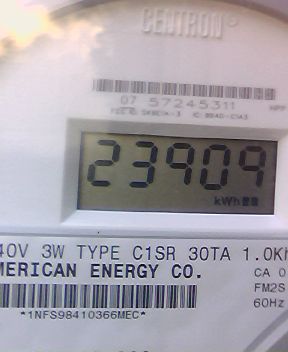 CENTRON®
07 57245311
23909
kWh
40V 3W TYPE C1SR 30TA 1.0Kh
MERICAN ENERGY CO.
CA 0
FM2S
60Hz
*1NFS98410366MEC*